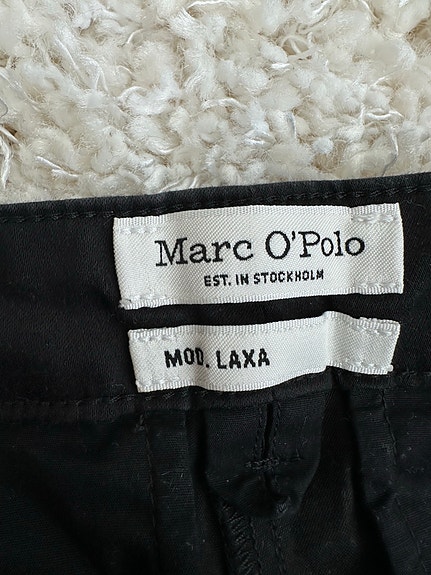 Marc O'Polo
EST. IN STOCKHOLM
MOD. LAXA